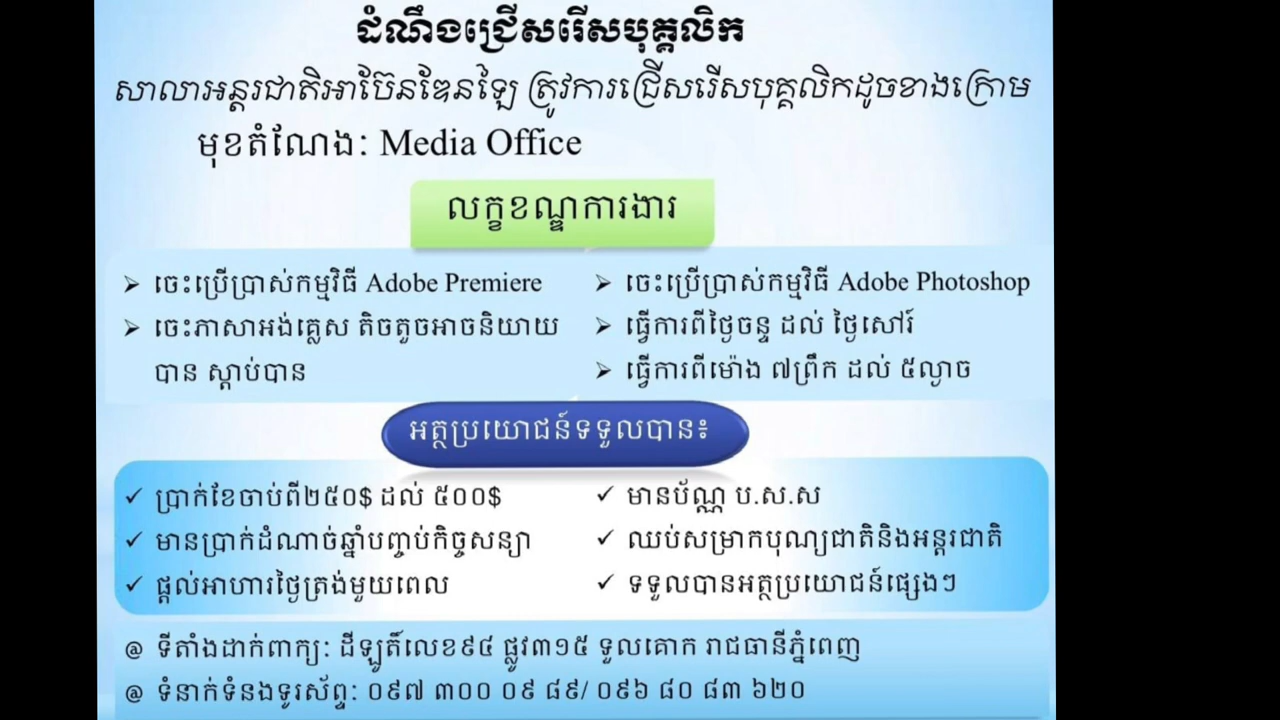 ដំណឹងជ្រើសរើសបុគ្គលិក
សាលាអន្តរជាតិអាប៊ែនឌែនឡៃ ត្រូវការជ្រើសរើសបុគ្គលិកដូចខាងក្រោម
មុខតំណែង: Media Office
លក្ខខណ្ឌការងារ
ចេះប្រើប្រាស់កម្មវិធី Adobe Premiere
ចេះភាសាអង់គ្លេស តិចតួចអាចនិយាយ
បាន ស្តាប់បាន
ចេះប្រើប្រាស់កម្មវិធី Adobe Photoshop
ធ្វើការពីថ្ងៃចន្ទ ដល់ ថ្ងៃសៅរ៍
ធ្វើការពីម៉ោង ៧ព្រឹក ដល់ ៥ល្ងាច
អត្ថប្រយោជន៍ទទួលបាន៖
ប្រាក់ខែចាប់ពី២៥០$ ដល់ ៥០០$
មានប្រាក់ដំណាច់ឆ្នាំបញ្ចប់កិច្ចសន្យា
ផ្តល់អាហារថ្ងៃត្រង់មួយពេល
មានប័ណ្ណ ប.ស.ស
ឈប់សម្រាកបុណ្យជាតិនិងអន្តរជាតិ
ទទួលបានអត្ថប្រយោជន៍ផ្សេងៗ
@ ទីតាំងដាក់ពាក្យ: ដីឡូត៍លេខ៩៤ ផ្លូវ៣១៥ ទួលគោក រាជធានីភ្នំពេញ
@ ទំនាក់ទំនងទូរស័ព្ទ: ០៩៧ ៣០០ ០៩ ៨៩/ ០៩៦ ៨០ ៨៣ ៦២០